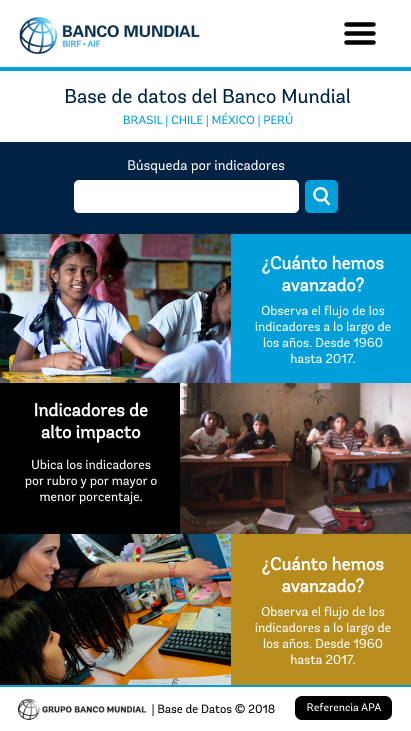 BANCO MUNDIAL
BIRF • AIF
Base de datos del Banco Mundial
BRASIL | CHILE | MÉXICO | PERÚ
Búsqueda por indicadores
¿Cuánto hemos
avanzado?
Observa el flujo de los
indicadores a lo largo de
los años. Desde 1960
hasta 2017.
Indicadores de
alto impacto
Ubica los indicadores
por rubro y por mayor o
menor porcentaje.
¿Cuánto hemos
avanzado?
Observa el flujo de los
indicadores a lo largo de
los años. Desde 1960
hasta 2017.
GRUPO BANCO MUNDIAL | Base de Datos © 2018
Referencia APA